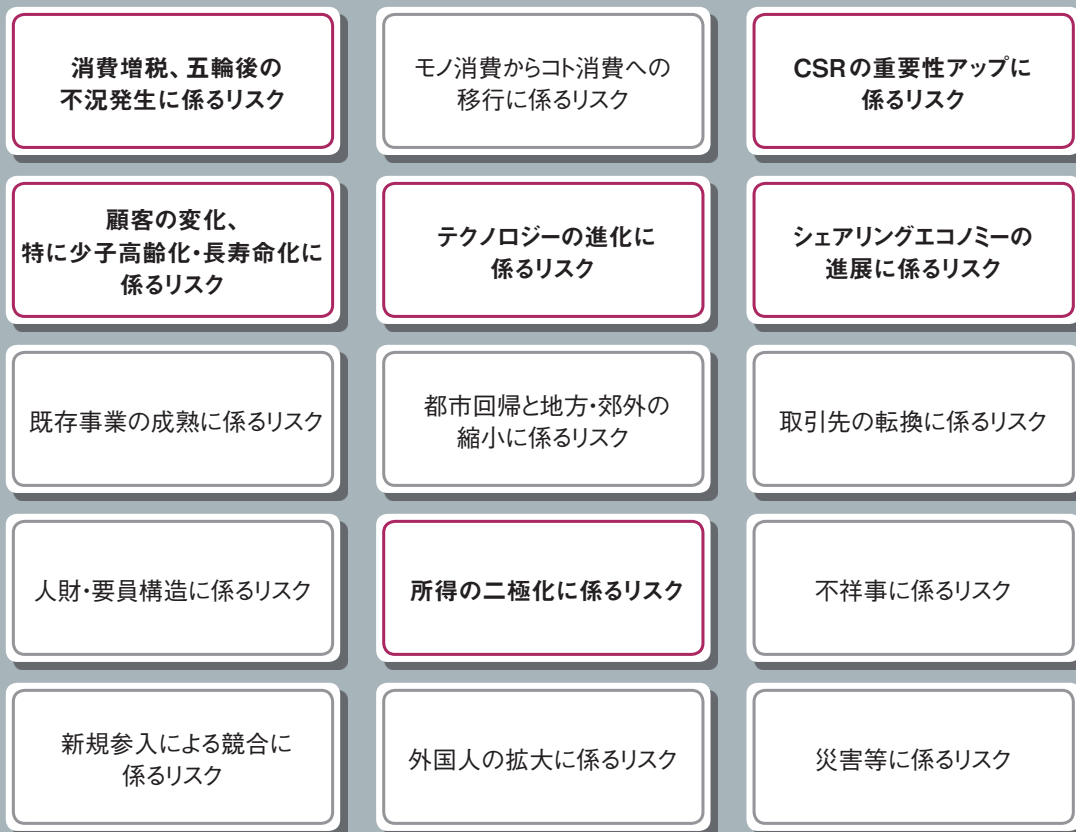 消費増税、五輪後の
不況発生に係るリスク
モノ消費からコト消費への
移行に係るリスク
CSRの重要性アップに
係るリスク
顧客の変化、
特に少子高齢化・長寿命化に
係るリスク
テクノロジーの進化に
係るリスク
シェアリングエコノミーの
進展に係るリスク
既存事業の成熟に係るリスク
都市回帰と地方・郊外の
縮小に係るリスク
取引先の転換に係るリスク
人財・要員構造に係るリスク
所得の二極化に係るリスク
不祥事に係るリスク
新規参入による競合に
係るリスク
外国人の拡大に係るリスク
災害等に係るリスク